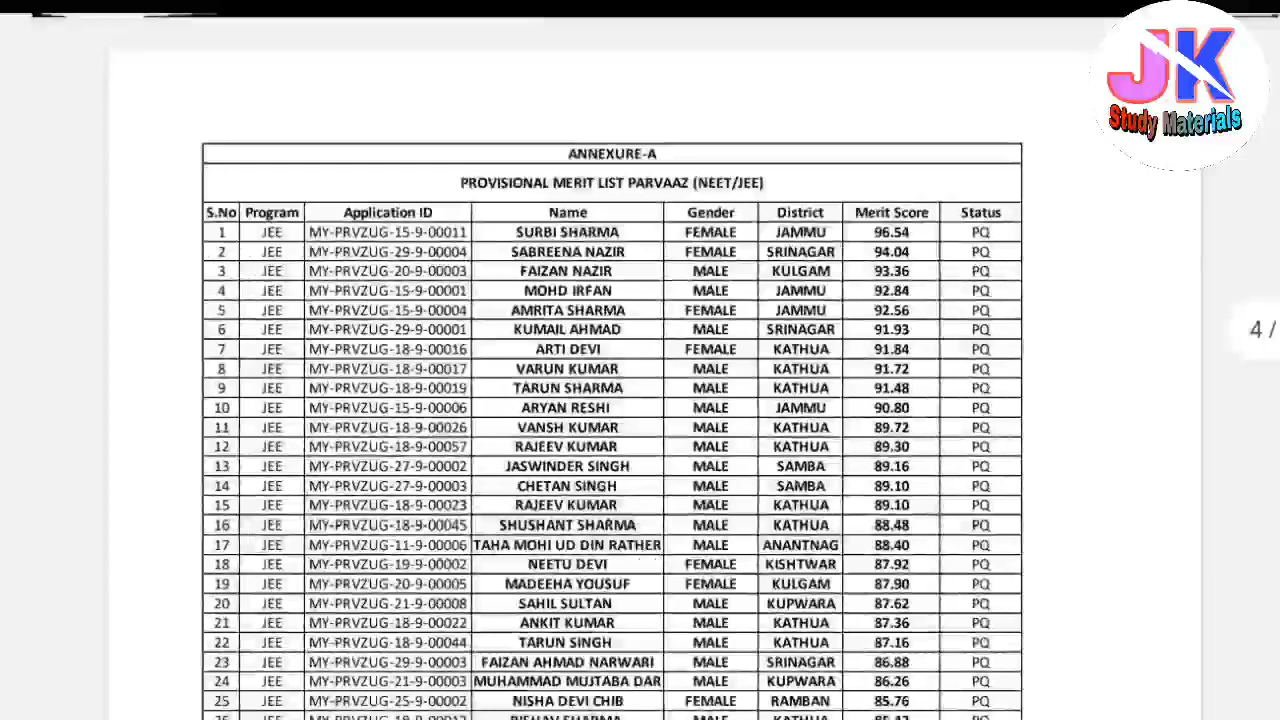 JK
Study Materials
ANNEXURE-A
PROVISIONAL MERIT LIST PARVAAZ (NEET/JEE)
S.No Program Application ID Name Gender District Merit Score Status
1 JEE MY-PRVZUG-15-9-00011 SURBI SHARMA FEMALE JAMMU 96.54 PQ
2 JEE MY-PRVZUG-29-9-00004 SABREENA NAZIR FEMALE SRINAGAR 94.04 PQ
3 JEE MY-PRVZUG-20-9-00003 FAIZAN NAZIR MALE KULGAM 93.36 PQ
4 JEE MY-PRVZUG-15-9-00001 MOHD IRFAN MALE JAMMU 92.84 PQ
5 JEE MY-PRVZUG-15-9-00004 AMRITA SHARMA FEMALE JAMMU 92.56 PQ
6 JEE MY-PRVZUG-29-9-00001 KUMAIL AHMAD MALE SRINAGAR 91.93 PQ
7 JEE MY-PRVZUG-18-9-00016 ARTI DEVI FEMALE KATHUA 91.84 PQ
8 JEE MY-PRVZUG-18-9-00017 VARUN KUMAR MALE KATHUA 91.72 PQ
9 JEE MY-PRVZUG-18-9-00019 TARUN SHARMA MALE KATHUA 91.48 PQ
10 JEE MY-PRVZUG-15-9-00006 ARYAN RESHI MALE JAMMU 90.80 PQ
11 JEE MY-PRVZUG-18-9-00026 VANSH KUMAR MALE KATHUA 89.72 PQ
12 JEE MY-PRVZUG-18-9-00057 RAJEEV KUMAR MALE KATHUA 89.30 PQ
13 JEE MY-PRVZUG-27-9-00002 JASWINDER SINGH MALE SAMBA 89.16 PQ
14 JEE MY-PRVZUG-27-9-00003 CHETAN SINGH MALE SAMBA 89.10 PQ
15 JEE MY-PRVZUG-18-9-00023 RAJEEV KUMAR MALE KATHUA 89.10 PQ
16 JEE MY-PRVZUG-18-9-00045 SHUSHANT SHARMA MALE KATHUA 88.48 PQ
17 JEE MY-PRVZUG-11-9-00006 TAHA MOHI UD DIN RATHER MALE ANANTNAG 88.40 PQ
18 JEE MY-PRVZUG-19-9-00002 NEETU DEVI FEMALE KISHTWAR 87.92 PQ
19 JEE MY-PRVZUG-20-9-00005 MADEEHA YOUSUF FEMALE KULGAM 87.90 PQ
20 JEE MY-PRVZUG-21-9-00008 SAHIL SULTAN MALE KUPWARA 87.62 PQ
21 JEE MY-PRVZUG-18-9-00022 ANKIT KUMAR MALE KATHUA 87.36 PQ
22 JEE MY-PRVZUG-18-9-00044 TARUN SINGH MALE KATHUA 87.16 PQ
23 JEE MY-PRVZUG-29-9-00003 FAIZAN AHMAD NARWARI MALE SRINAGAR 86.88 PQ
24 JEE MY-PRVZUG-21-9-00003 MUHAMMAD MUJTABA DAR MALE KUPWARA 86.26 PQ
25 JEE MY-PRVZUG-25-9-00002 NISHA DEVI CHIB FEMALE RAMBAN 85.76 PQ
4 /